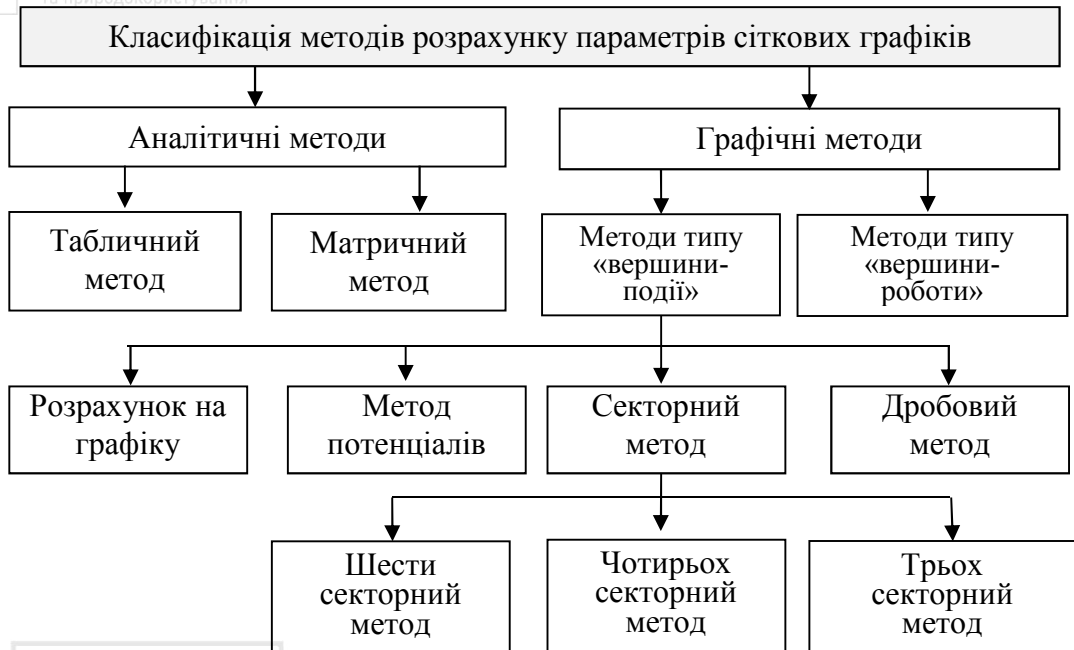 та природокористування
Класифікація методів розрахунку параметрів сіткових графіків
Аналітичні методи
Графічні методи
Табличний
метод
Матричний
метод
Методи типу
«вершини-
події»
Методи типу
«вершини-
роботи»
Розрахунок на
графіку
Метод
потенціалів
Секторний
метод
Дробовий
метод
Шести
секторний
метод
Чотирьох
секторний
метод
Трьох
секторний
метод